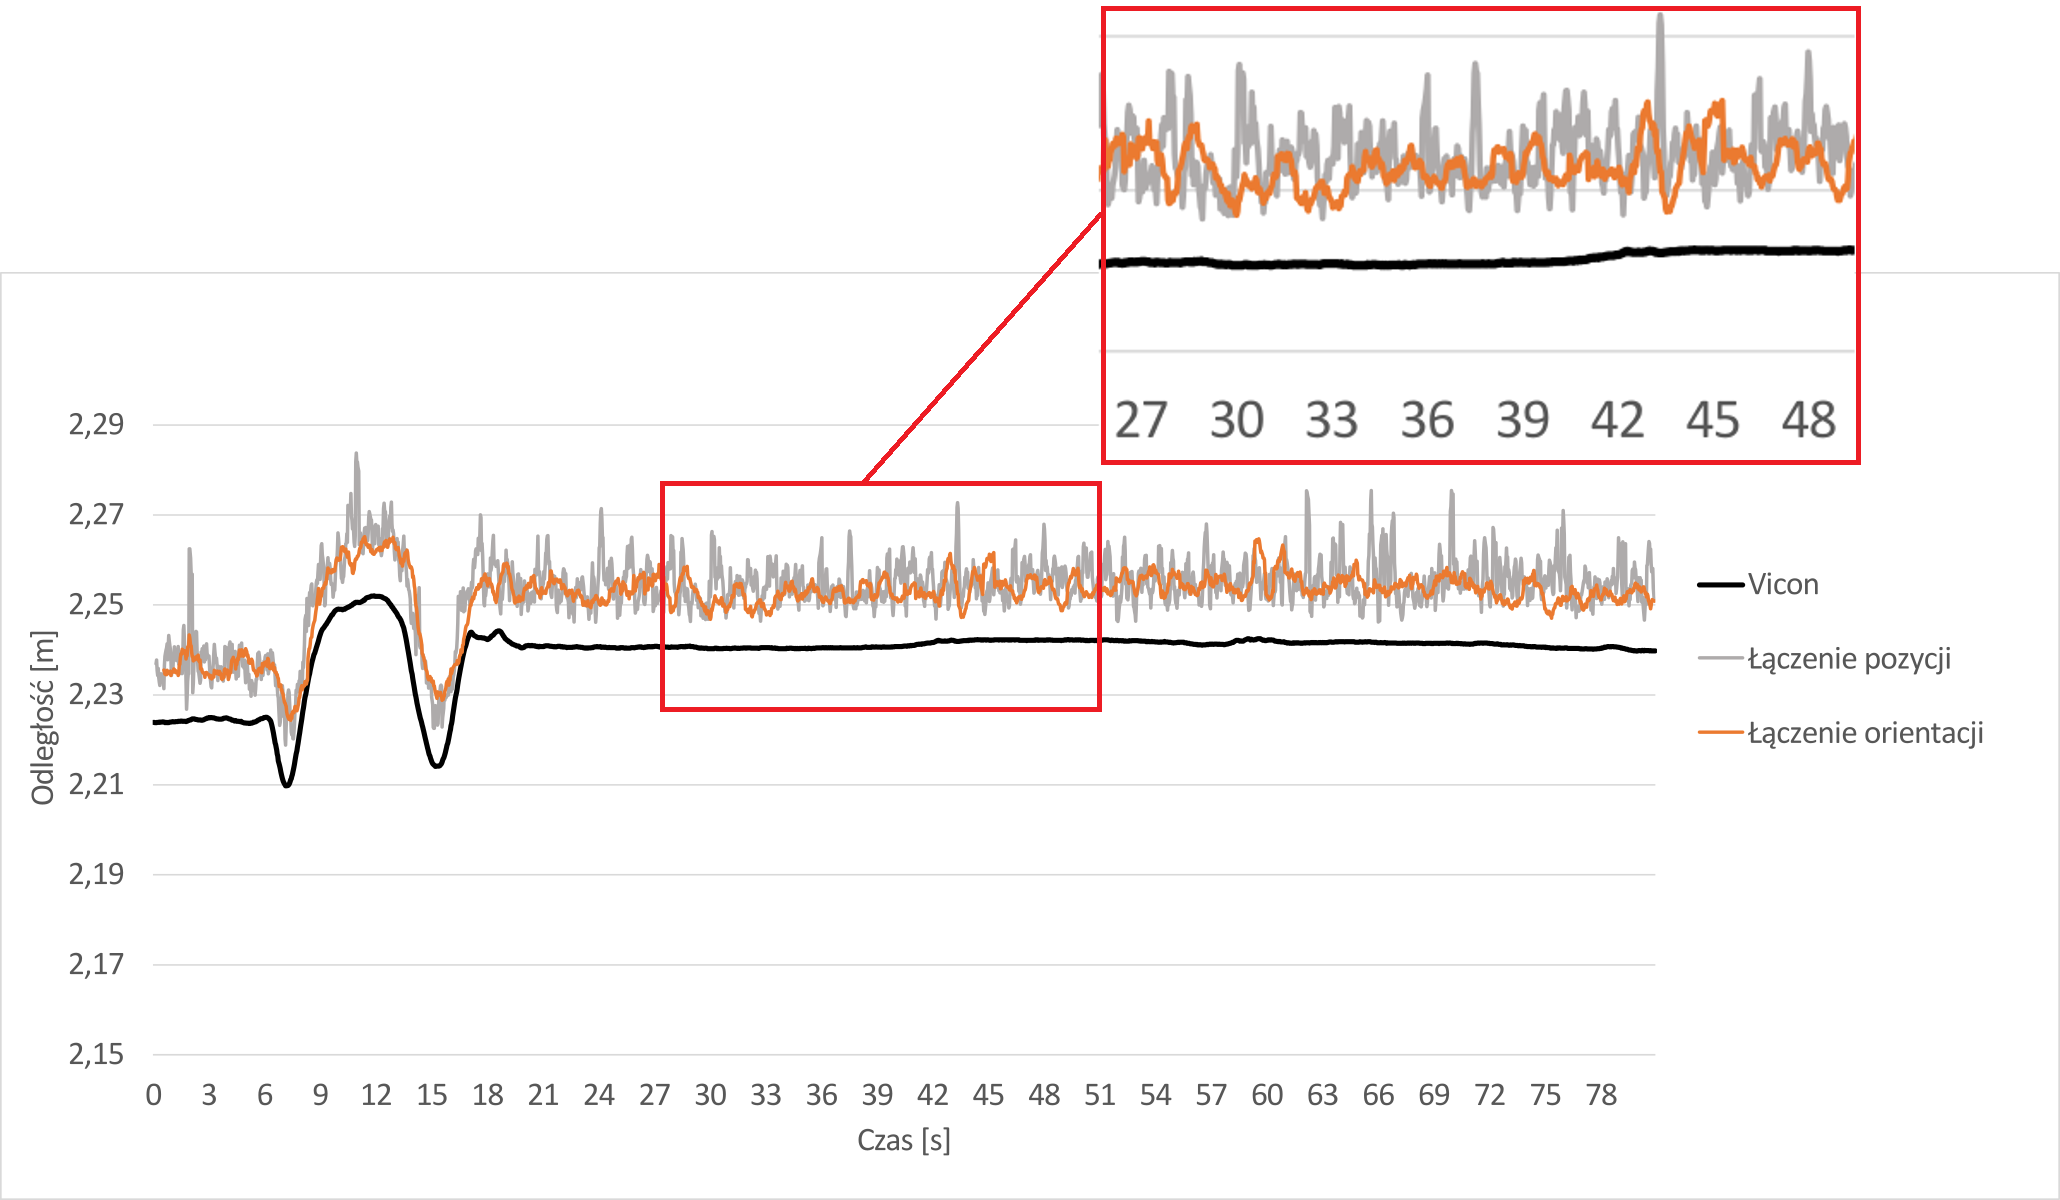 27 30 33 36 39 42 45 48
2,29
2,27
2,25
2,23
2,21
2,19
2,17
2,15
Odległość [m]
0 3 6 9 12 15 18 21 24 27 30 33 36 39 42 45 48 51 54 57 60 63 66 69 72 75 78
Czas [s]
Vicon
Łączenie pozycji
Łączenie orientacji